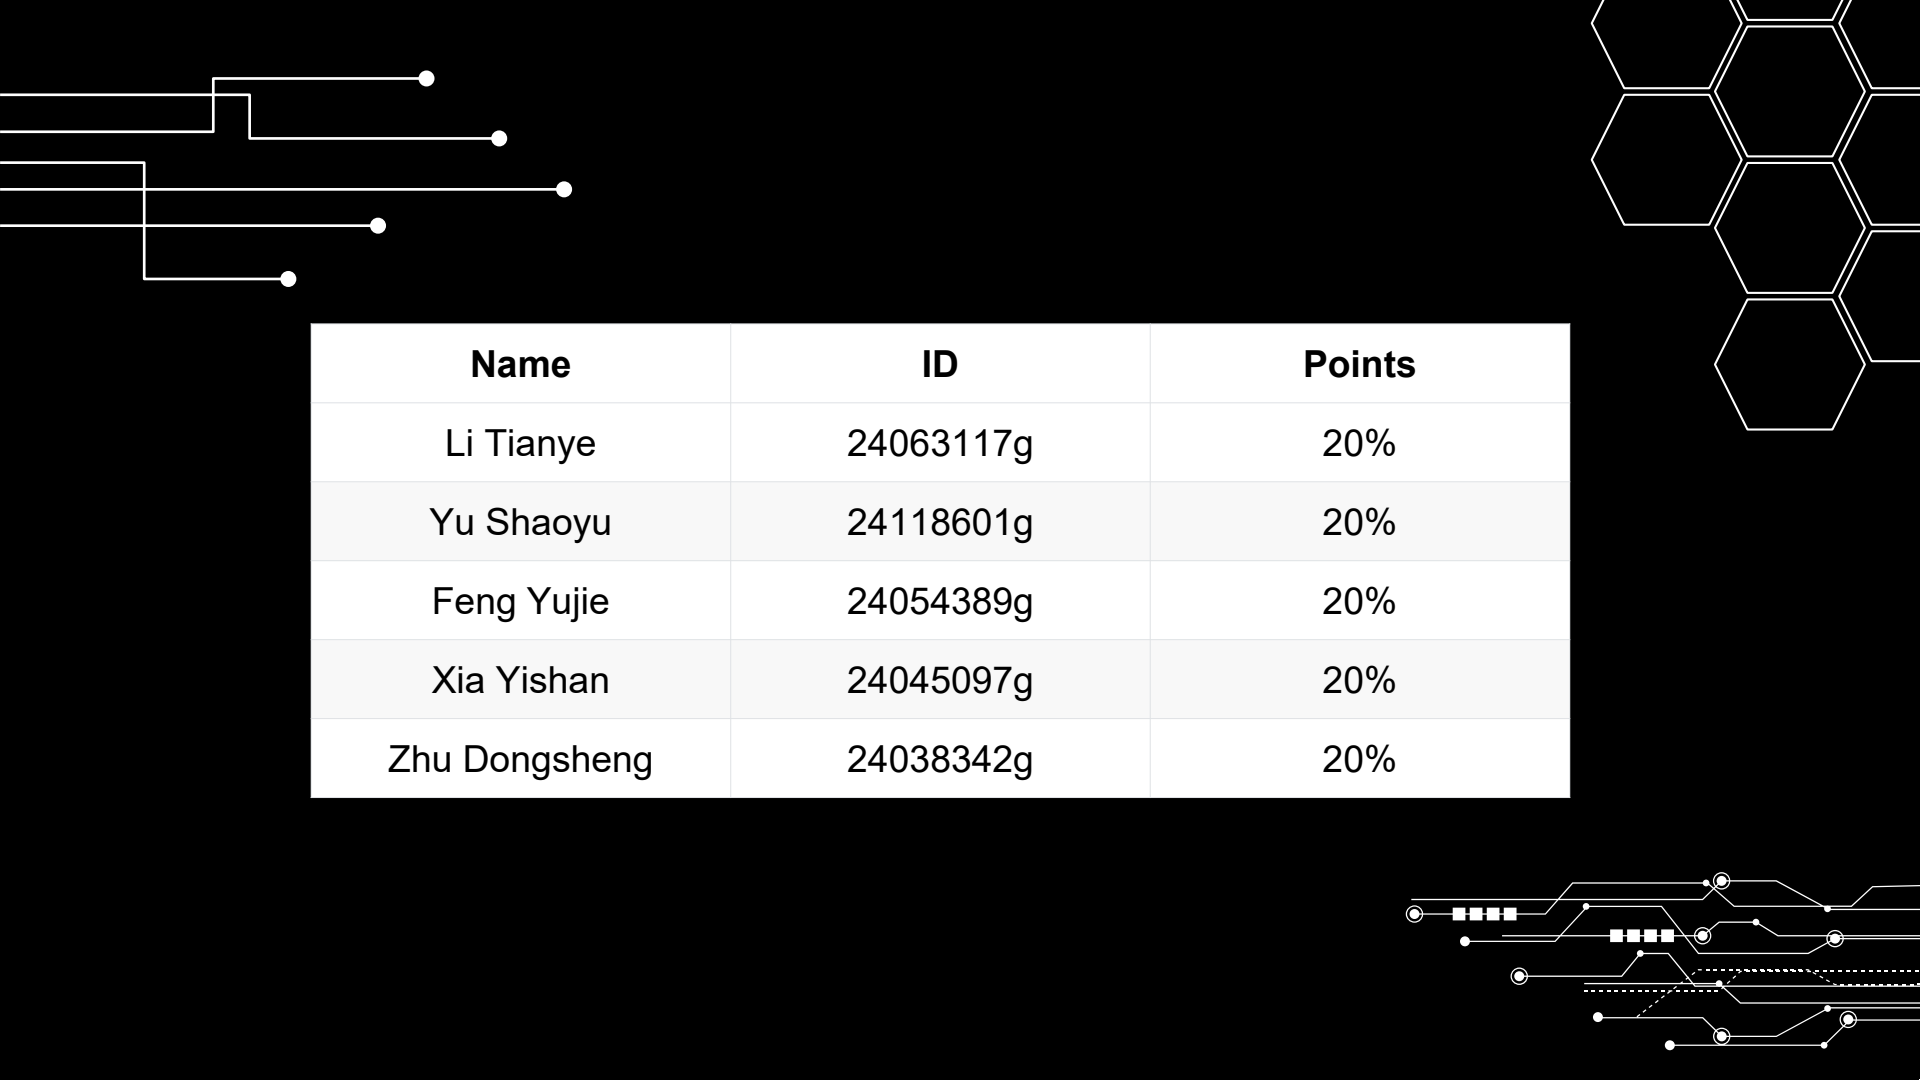 Name ID Points
Li Tianye 24063117g 20%
Yu Shaoyu 24118601g 20%
Feng Yujie 24054389g 20%
Xia Yishan 24045097g 20%
Zhu Dongsheng 24038342g 20%